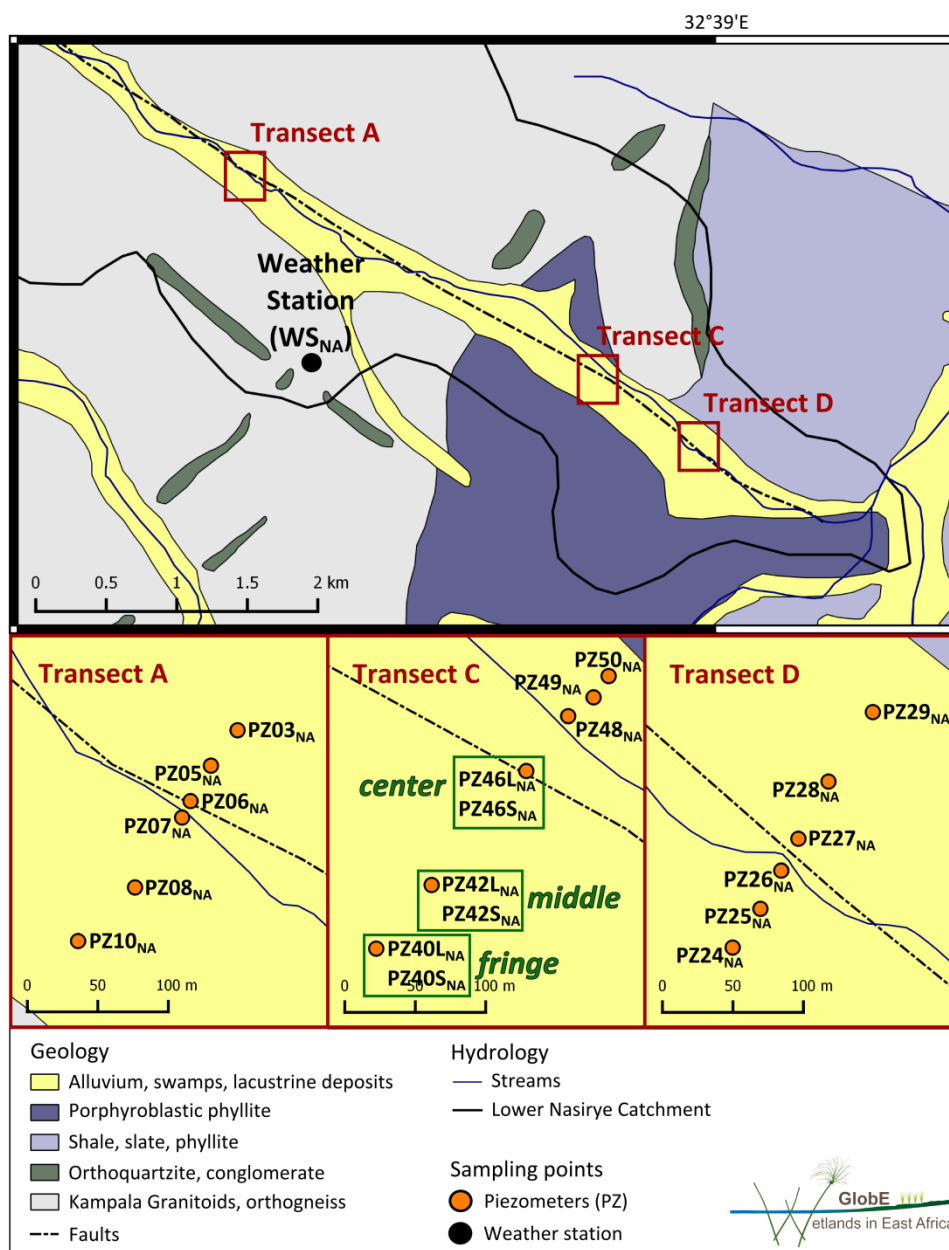 32°39'E
Transect A
Weather
Station
(WSNA)
Transect C
Transect D
0 0.5 1 1.5 2 km
Transect A
PZ03NA
PZ05NA
PZ06NA
PZ07NA
PZ08NA
PZ10NA
0 50 100 m
Transect C
PZ50NA
PZ49NA
PZ48NA
center
PZ46LNA
PZ46SNA
PZ42LNA
PZ42SNA
middle
PZ40LNA
PZ40SNA
fringe
0 50 100 m
Transect D
PZ29NA
PZ28NA
PZ27NA
PZ26NA
PZ25NA
PZ24NA
0 50 100 m
Geology
Alluvium, swamps, lacustrine deposits
Porphyroblastic phyllite
Shale, slate, phyllite
Orthoquartzite, conglomerate
Kampala Granitoids, orthogneiss
Faults
Hydrology
Streams
Lower Nasirye Catchment
Sampling points
Piezometers (PZ)
Weather station
GlobE
Wetlands in East Africa